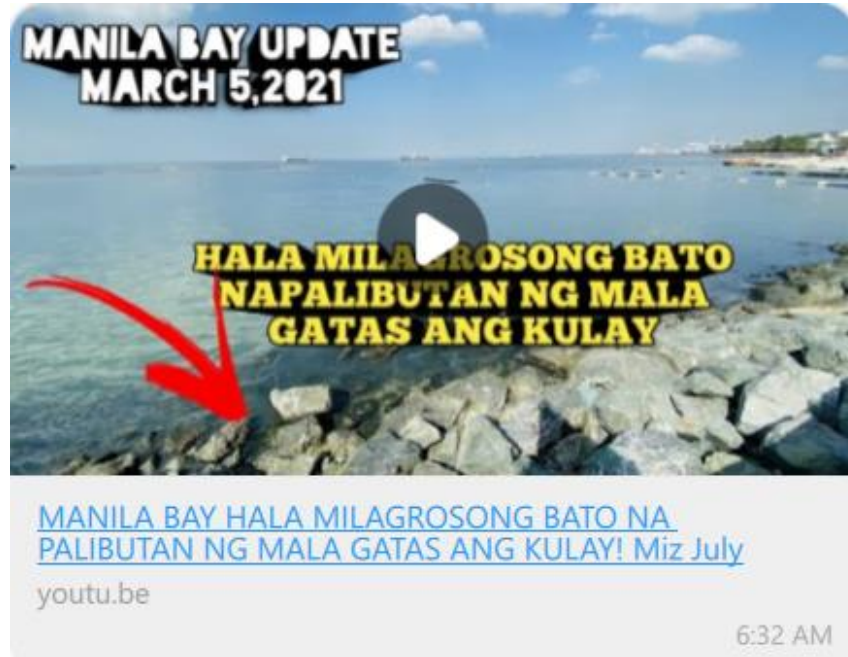 MANILA BAY UPDATE
MARCH 5,2021
HALA MILAGROSONG BATO
NAPALIBUTAN NG MALA
GATAS ANG KULAY
MANILA BAY HALA MILAGROSONG BATO NA
PALIBUTAN NG MALA GATAS ANG KULAY! Miz July
youtu.be
6:32 AM